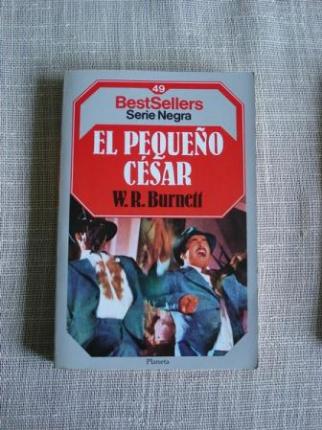 49
BestSellers
Serie Negra
EL PEQUEÑO
CÉSAR
W. R. Burnett
Planeta